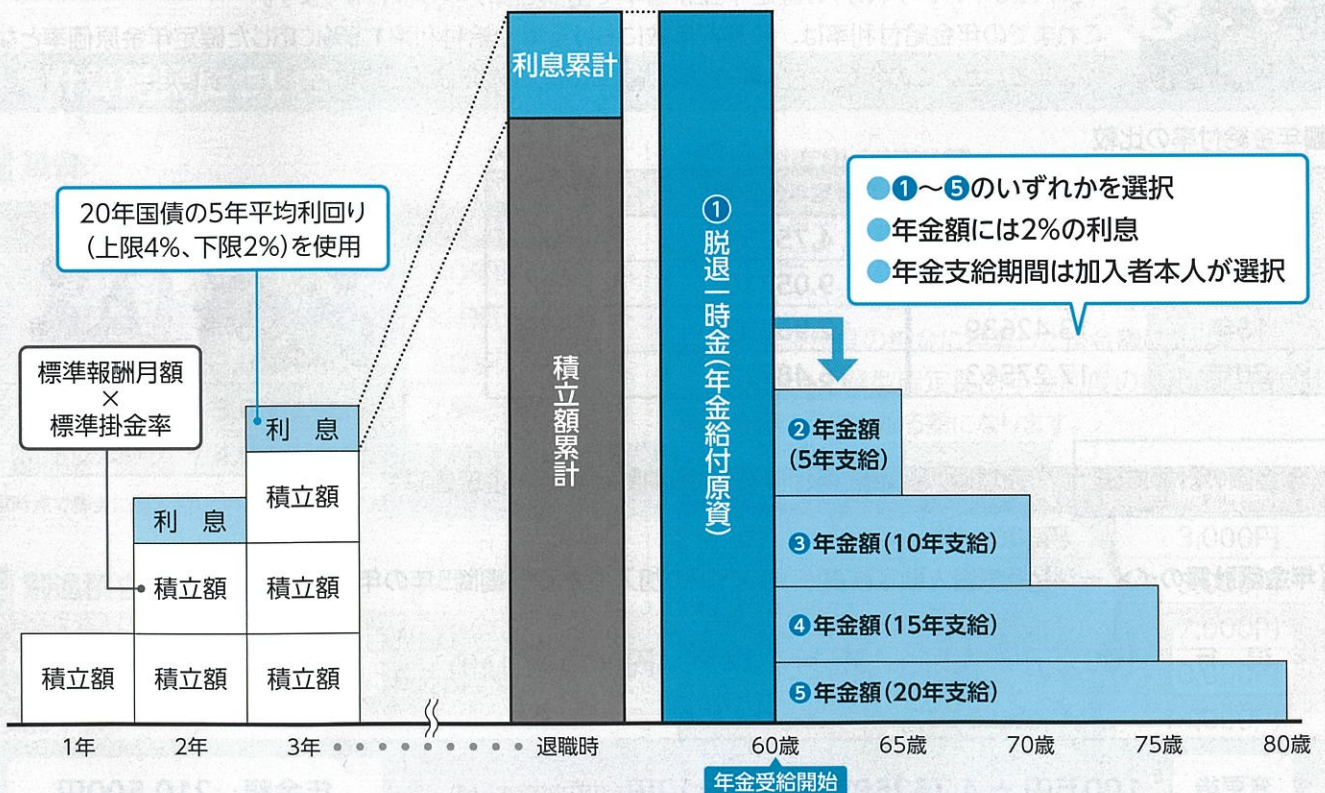 利息累計
20年国債の5年平均利回り
(上限4%、下限2%)を使用
標準報酬月額
×
標準掛金率
利 息
積立額
利 息
積立額
積立額
積立額
積立額
積立額
積立額累計
①脱退一時金(年金給付原資)
●❶〜❺のいずれかを選択
●年金額には2%の利息
●年金支給期間は加入者本人が選択
❷年金額
(5年支給)
❸年金額(10年支給)
❹年金額(15年支給)
❺年金額(20年支給)
1年 2年 3年 退職時 60歳 65歳 70歳 75歳 80歳
年金受給開始